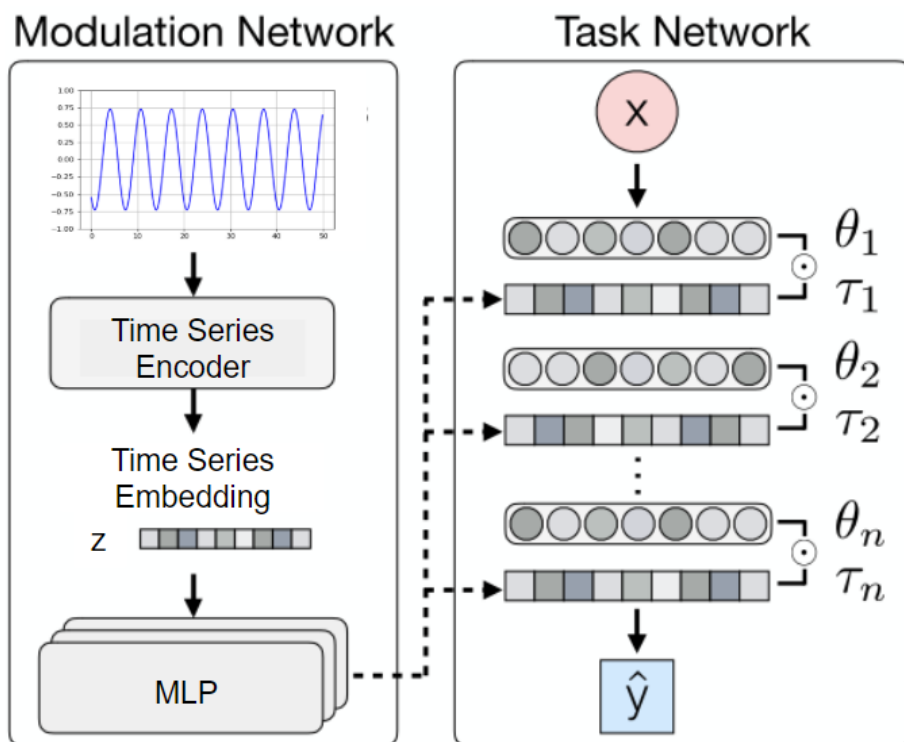 Modulation Network
Task Network
1.00
0.75
0.50
0.25
0.00
−0.25
−0.50
−0.75
−1.00
0 10 20 30 40 50
Time Series
Encoder
Time Series
Embedding
z
MLP
x
θ₁
τ₁
θ₂
τ₂
θₙ
τₙ
ŷ